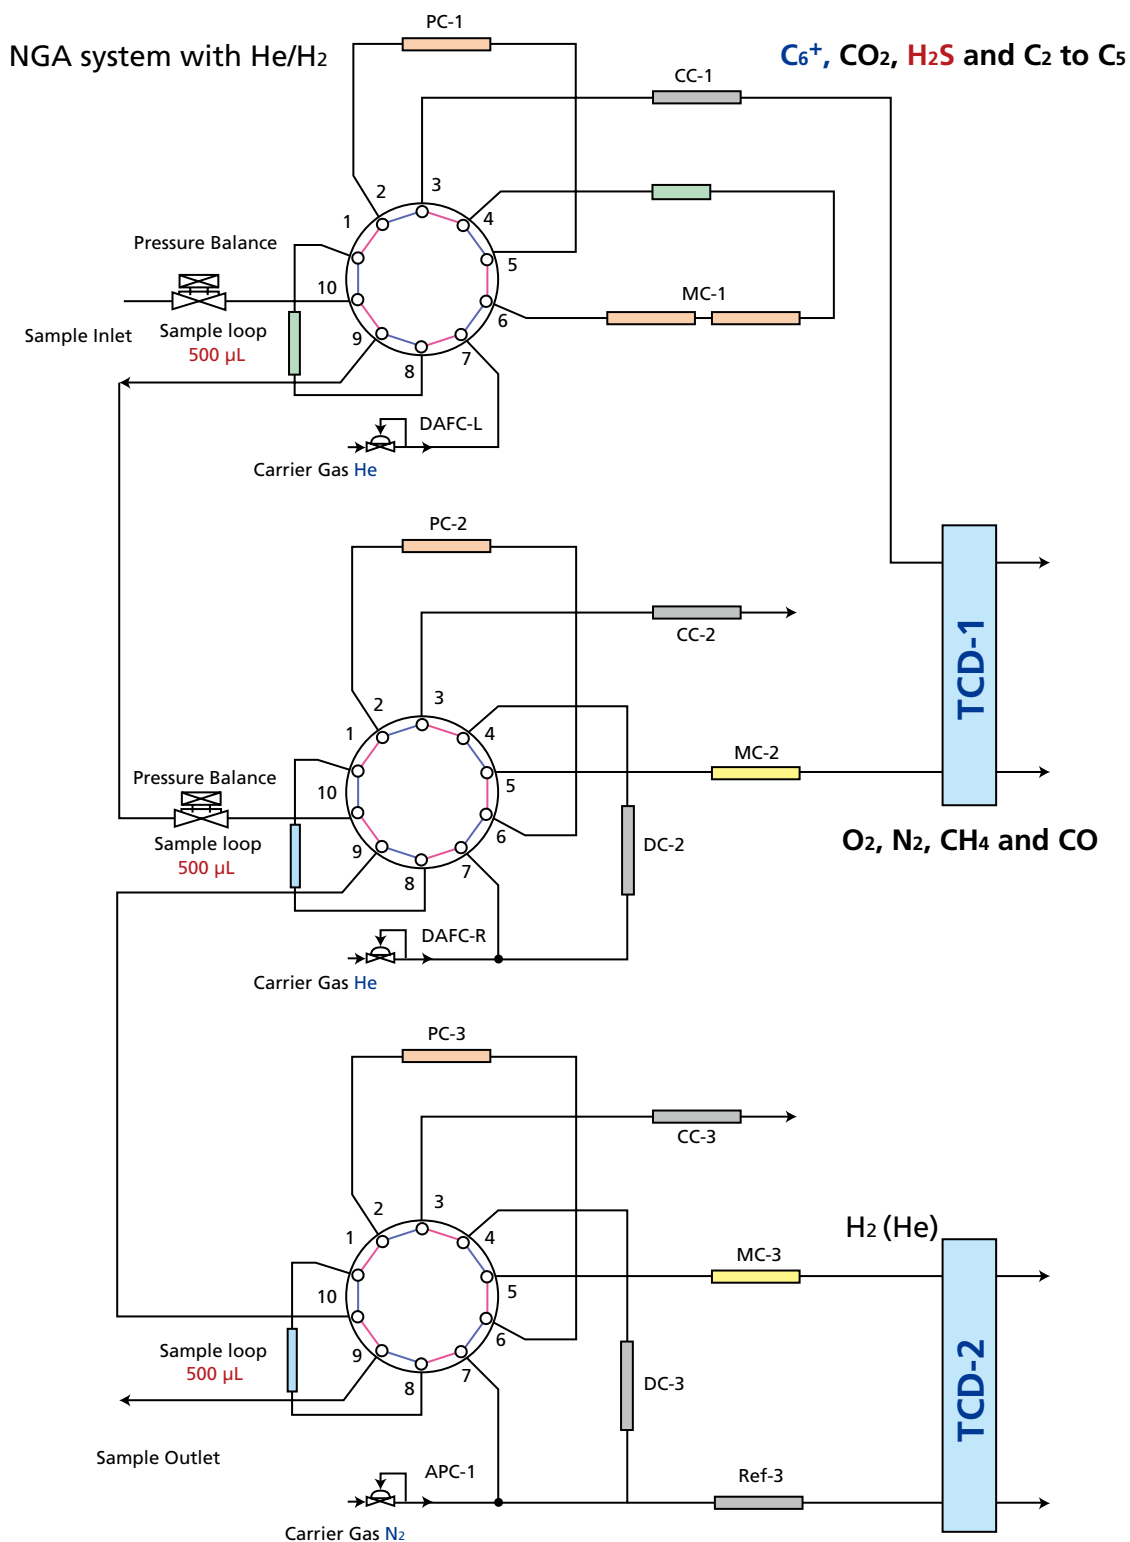 NGA system with He/H2
C6+, CO2, H2S and C2 to C5
PC-1
CC-1
2
3
4
1
5
Pressure Balance
10
MC-1
6
Sample Inlet
Sample loop
500 µL
9
8
7
DAFC-L
Carrier Gas He
PC-2
CC-2
2
3
4
1
TCD-1
MC-2
Pressure Balance
10
5
6
Sample loop
500 µL
9
8
7
DC-2
O2, N2, CH4 and CO
DAFC-R
Carrier Gas He
PC-3
CC-3
2
3
4
1
H2 (He)
MC-3
10
5
6
Sample loop
500 µL
9
8
7
DC-3
TCD-2
Sample Outlet
APC-1
Ref-3
Carrier Gas N2